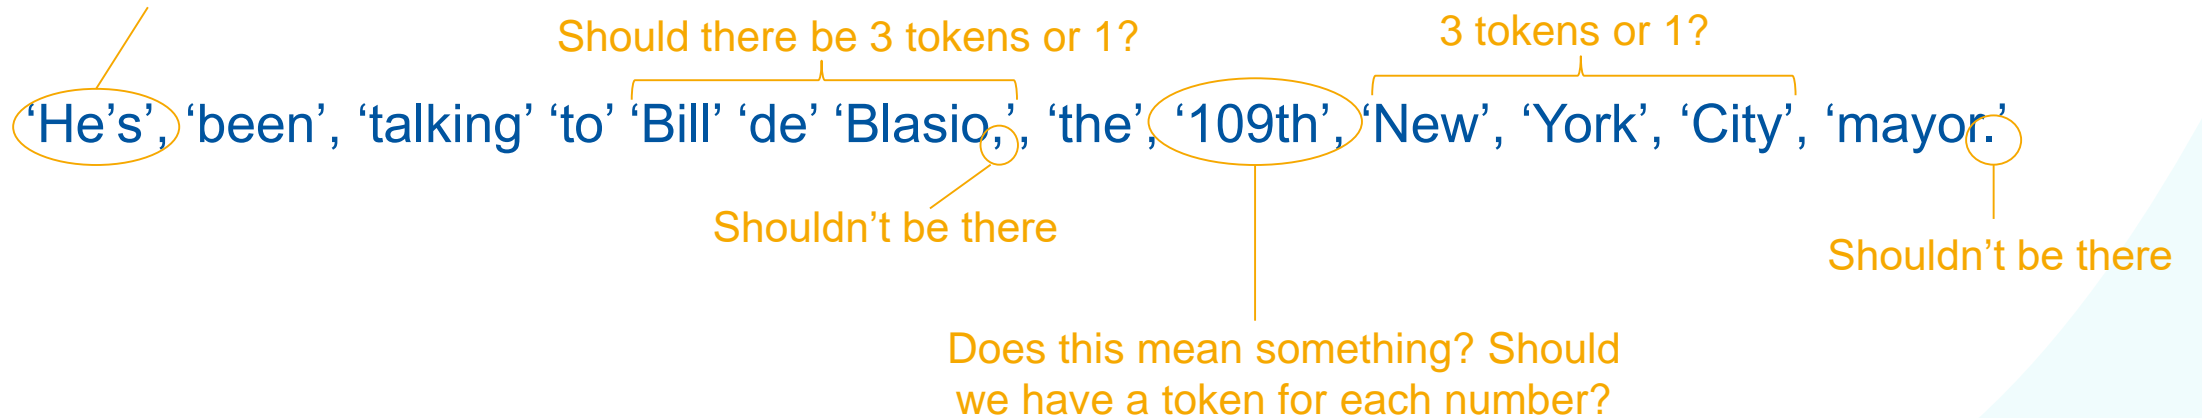 Should there be 3 tokens or 1?
3 tokens or 1?
‘He’s’, ‘been’, ‘talking’ ‘to’ ‘Bill’ ‘de’ ‘Blasio,’, ‘the’, ‘109th’, ‘New’, ‘York’, ‘City’, ‘mayor.’
Shouldn’t be there
Shouldn’t be there
Does this mean something? Should
we have a token for each number?